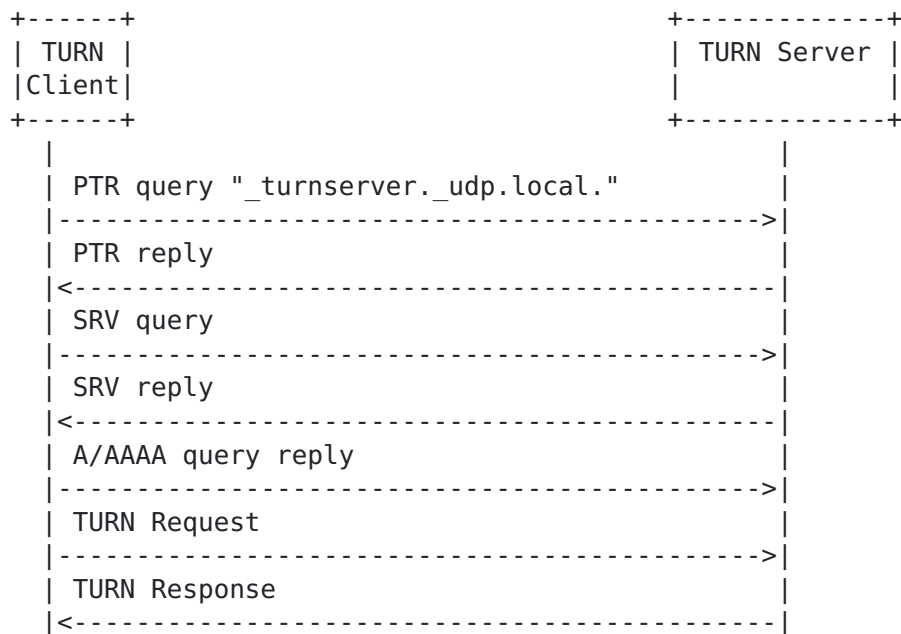 +------+                                  +-------------+
| TURN |                                  | TURN Server |
|Client|                                  |             |
+------+                                  +-------------+
  |                                              |
  | PTR query "_turnserver._udp.local."          |
  |--------------------------------------------->|
  | PTR reply                                    |
  |<---------------------------------------------|
  | SRV query                                    |
  |--------------------------------------------->|
  | SRV reply                                    |
  |<---------------------------------------------|
  | A/AAAA query reply                           |
  |--------------------------------------------->|
  | TURN Request                                 |
  |--------------------------------------------->|
  | TURN Response                                |
  |<---------------------------------------------|